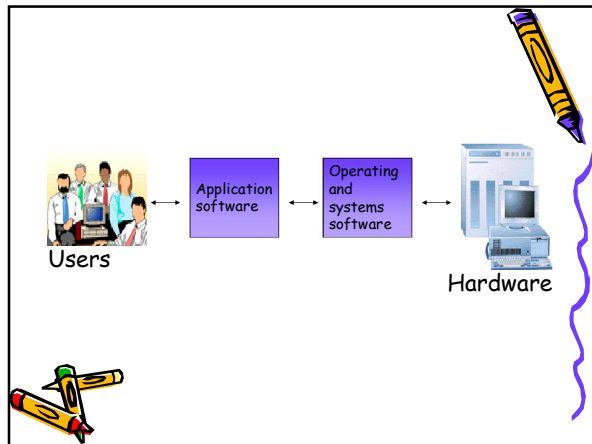 Users
Application
software
Operating
and
systems
software
Hardware